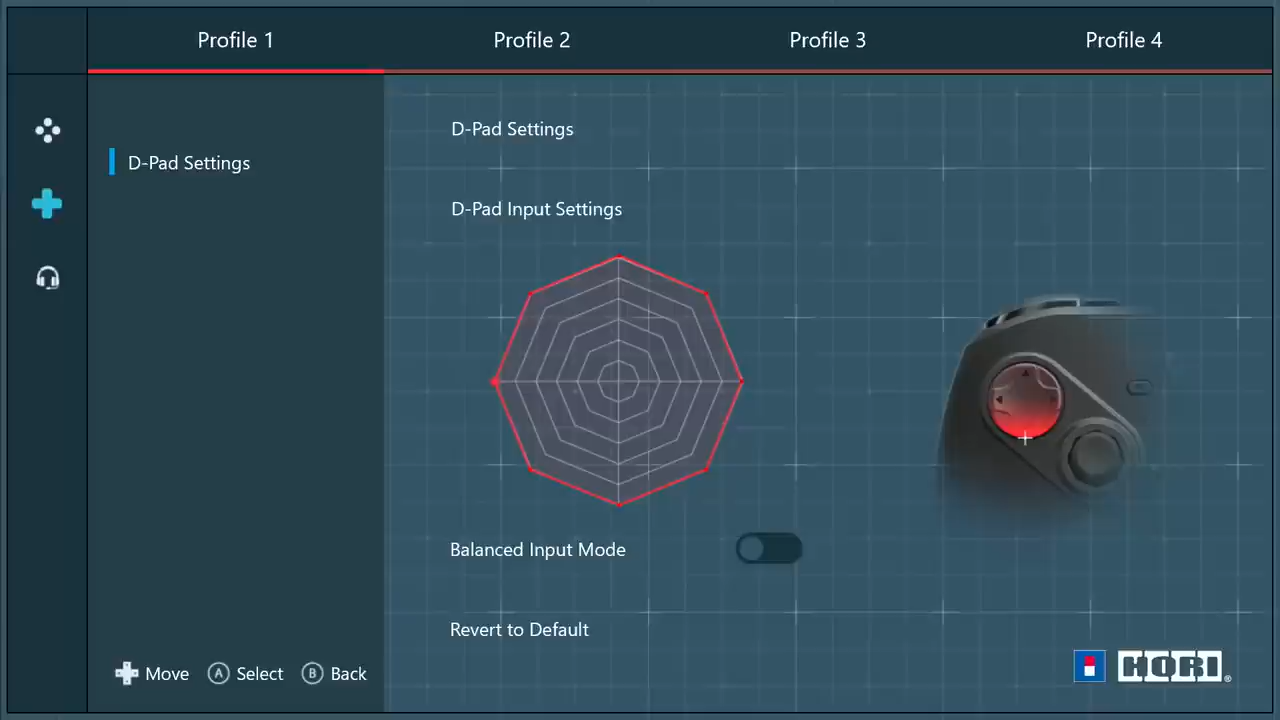 Profile 1
Profile 2
Profile 3
Profile 4
D-Pad Settings
D-Pad Settings
D-Pad Input Settings
Balanced Input Mode
Revert to Default
Move
A Select
B Back
HORI®